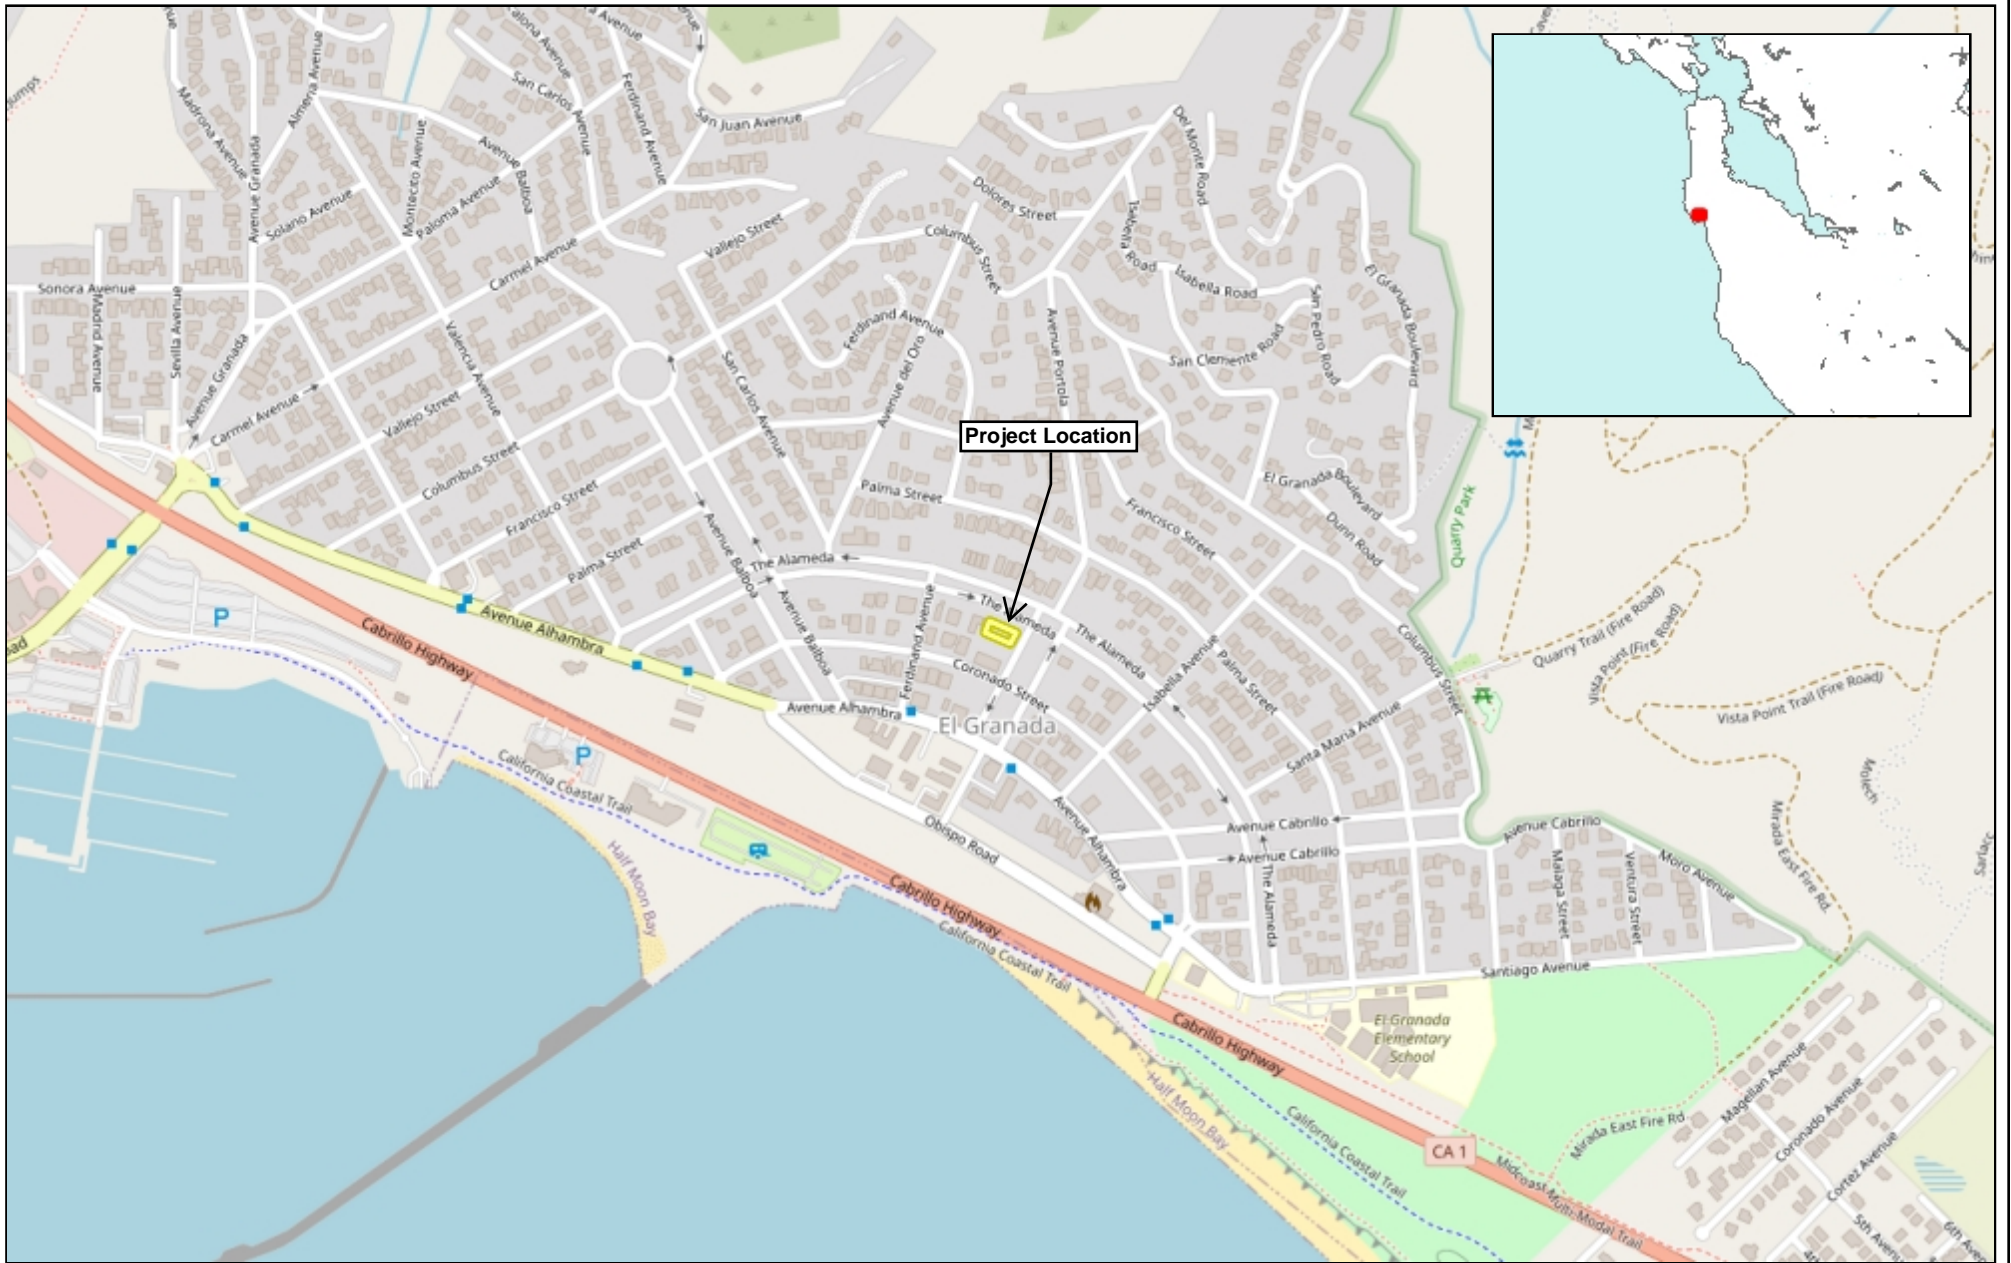 Madrona Avenue
Avenue Granada
Almeria Avenue
San Carlos Avenue
Ferdinand Avenue
San Juan Avenue
Montecito Avenue
Avenue Balboa
Paloma Avenue
Solano Avenue
Carmel Avenue
Vallejo Street
Dolores Street
Del Monte Road
Columbus Street
Isabella Road
Isabella Road
San Pedro Road
El Granada Boulevard
Sonora Avenue
Madrid Avenue
Sevilla Avenue
Avenue Granada
Carmel Avenue
Vallejo Street
Valencia Avenue
Columbus Street
Francisco Street
Palma Street
San Carlos Avenue
Ferdinand Avenue
Avenue del Oro
Avenue Portola
San Clemente Road
Project Location
Palma Street
El Granada Boulevard
Dunn Road
Francisco Street
Quarry Park
Avenue Balboa
The Alameda
The Alameda
The Alameda
Avenue Balboa
Ferdinand Avenue
Coronado Street
Isabella Avenue
Palma Street
Columbus Street
Santa Maria Avenue
Quarry Trail (Fire Road)
Vista Point (Fire Road)
Vista Point Trail (Fire Road)
P
Avenue Alhambra
Cabrillo Highway
Avenue Alhambra
El Granada
P
California Coastal Trail
Half Moon Bay
Obispo Road
Avenue Alhambra
Avenue Cabrillo
Avenue Cabrillo
Avenue Cabrillo
The Alameda
Malaga Street
Ventura Street
Moro Avenue
Mirada East Fire Rd.
Molech
Cabrillo Highway
California Coastal Trail
Santiago Avenue
El Granada
Elementary
School
Cabrillo Highway
Half Moon Bay
California Coastal Trail
CA 1
Midcoast Multi-Modal Trail
Mirada East Fire Rd
Magellan Avenue
Coronado Avenue
Cortez Avenue